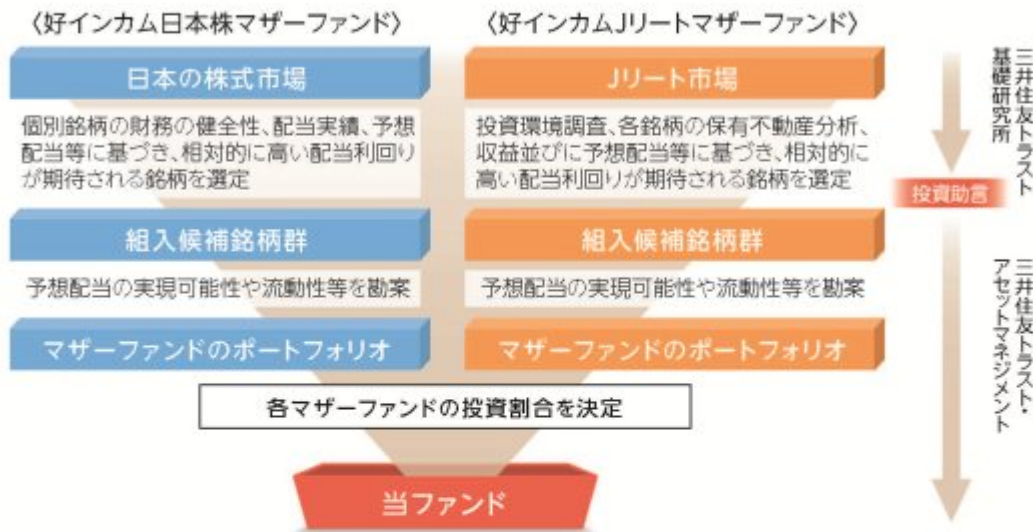 〈好インカム日本株マザーファンド〉
〈好インカムJリートマザーファンド〉
日本の株式市場
Jリート市場
個別銘柄の財務の健全性、配当実績、予想
配当等に基づき、相対的に高い配当利回り
が期待される銘柄を選定
投資環境調査、各銘柄の保有不動産分析、
収益並びに予想配当等に基づき、相対的に
高い配当利回りが期待される銘柄を選定
組入候補銘柄群
組入候補銘柄群
予想配当の実現可能性や流動性等を勘案
予想配当の実現可能性や流動性等を勘案
マザーファンドのポートフォリオ
マザーファンドのポートフォリオ
各マザーファンドの投資割合を決定
当ファンド
三井住友トラスト
基礎研究所
投資助言
三井住友トラスト・
アセットマネジメント